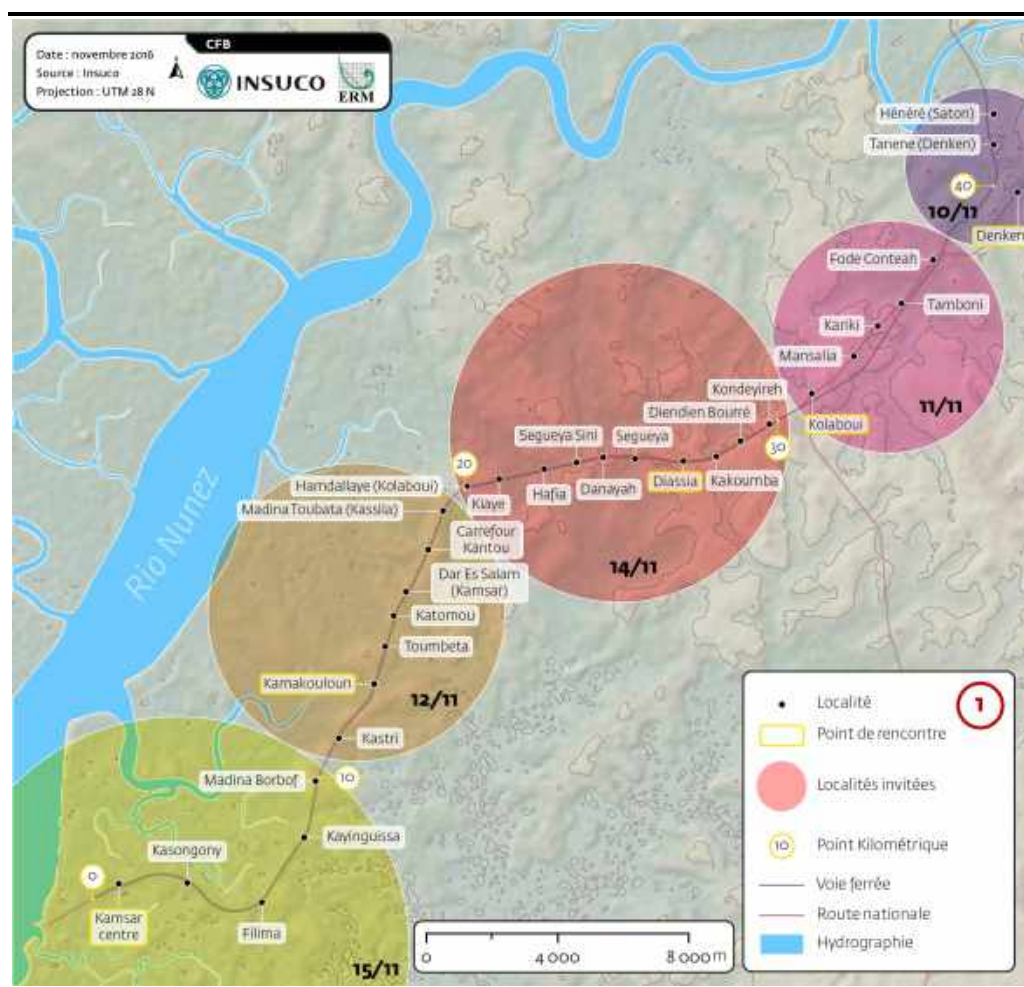 Date : novembre 2016
Source : Insuco
Projection : UTM 28 N
CFB
INSUCO
ERM
Hénéré (Satori)
Tanene (Denken)
40
10/11
Denken
Fode Conteah
Tamboni
Kariki
Mansalia
11/11
Kolaboui
Kondeyireh
Diendien Bourré
30
Segueya Sini
Segueya
20
Hamdallaye (Kolaboui)
Kiaye
Hafia
Danayah
Diassia
Kakoumba
Madina Toubata (Kassila)
Carrefour
Kantou
14/11
Dar Es Salam
(Kamsar)
Rio Nunez
Katomou
Toumbeta
Kamakouloun
12/11
Kastri
Madina Borbof
10
Kayinguissa
Kasongony
0
Kamsar
centre
Filima
15/11
0
4 000
8 000 m
1
Localité
Point de rencontre
Localités invitées
10
Point Kilométrique
Voie ferrée
Route nationale
Hydrographie